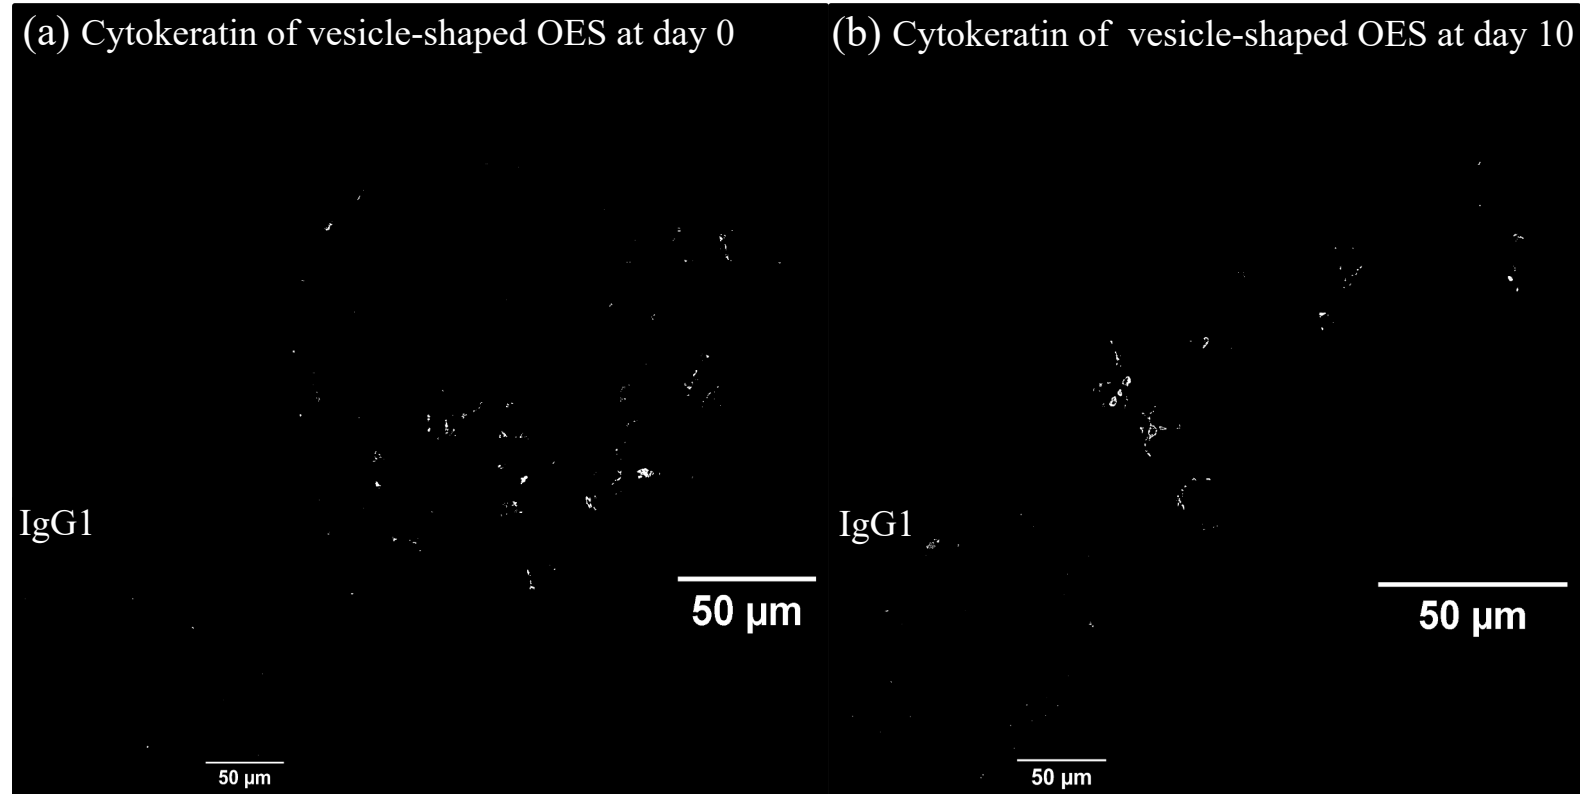 (a) Cytokeratin of vesicle-shaped OES at day 0
(b) Cytokeratin of vesicle-shaped OES at day 10
IgG1
IgG1
50 µm
50 µm
50 µm
50 µm